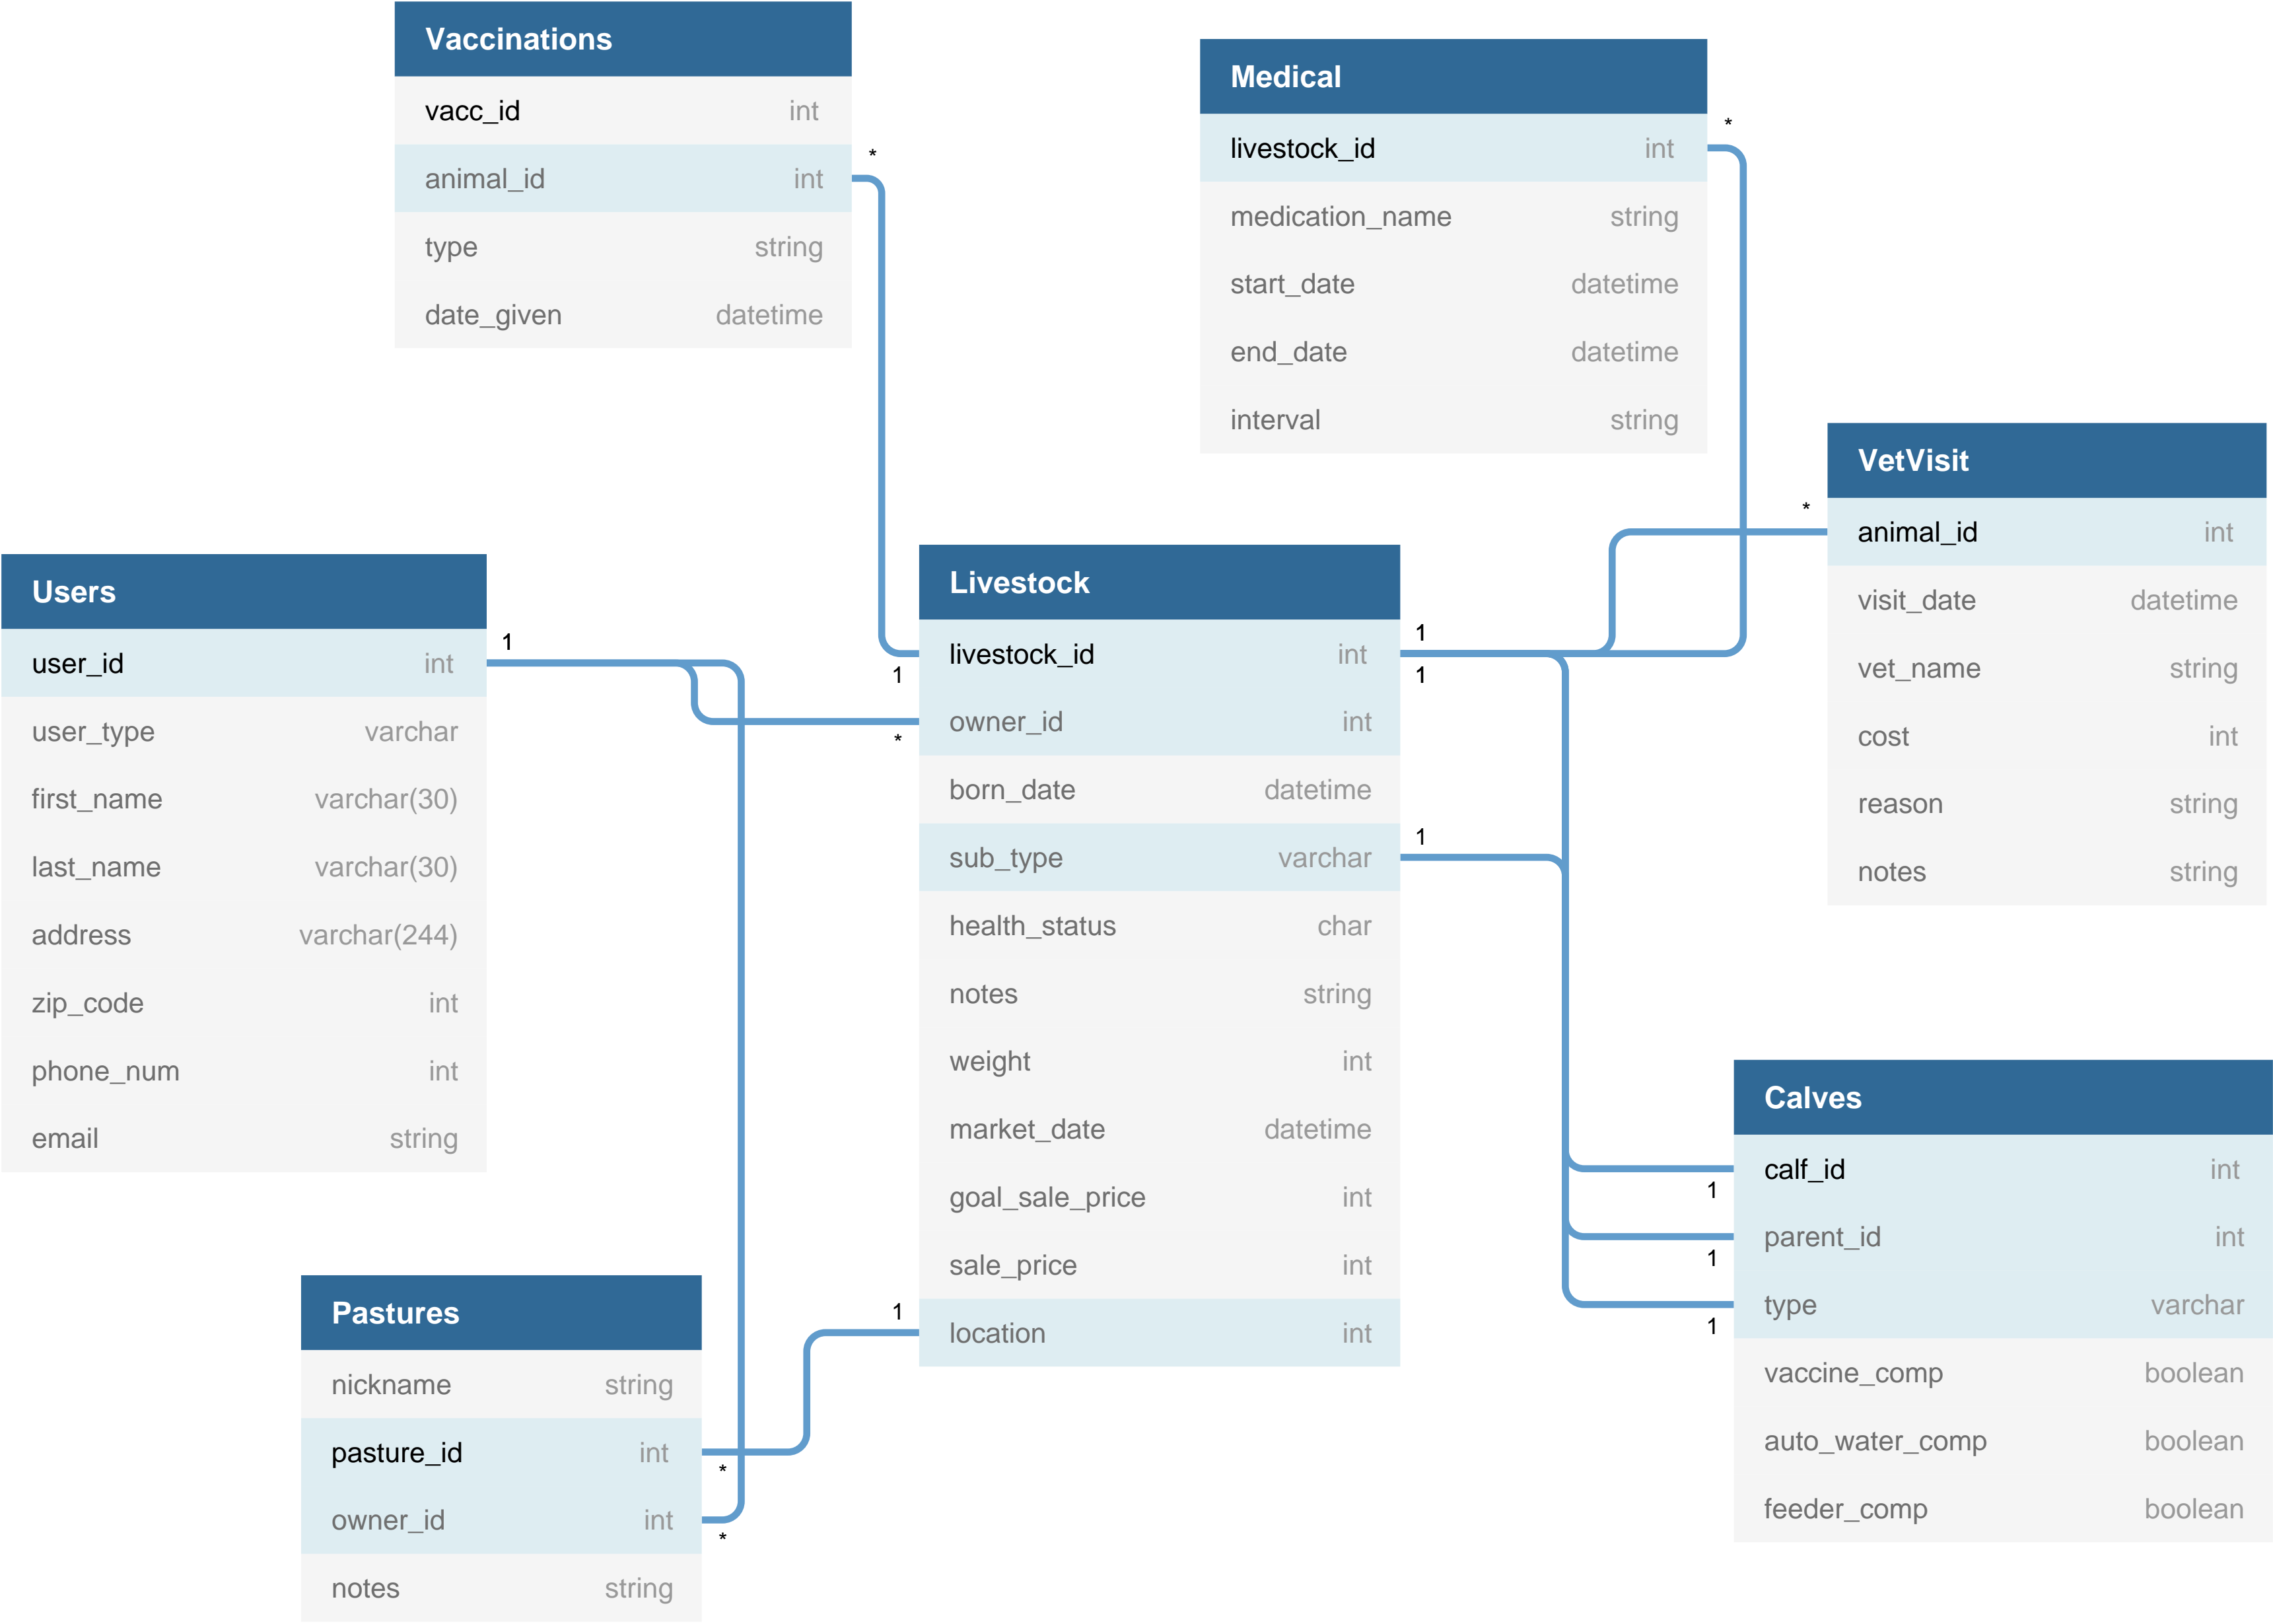 Vaccinations
vacc_id int
animal_id int
type string
date_given datetime
*
1
Medical
livestock_id int
medication_name string
start_date datetime
end_date datetime
interval string
*
VetVisit
animal_id int
visit_date datetime
vet_name string
cost int
reason string
notes string
*
Users
user_id int
user_type varchar
first_name varchar(30)
last_name varchar(30)
address varchar(244)
zip_code int
phone_num int
email string
1
*
Livestock
livestock_id int
owner_id int
born_date datetime
sub_type varchar
health_status char
notes string
weight int
market_date datetime
goal_sale_price int
sale_price int
location int
1
1
1
1
Calves
calf_id int
parent_id int
type varchar
vaccine_comp boolean
auto_water_comp boolean
feeder_comp boolean
1
1
1
Pastures
nickname string
pasture_id int
owner_id int
notes string
*
*